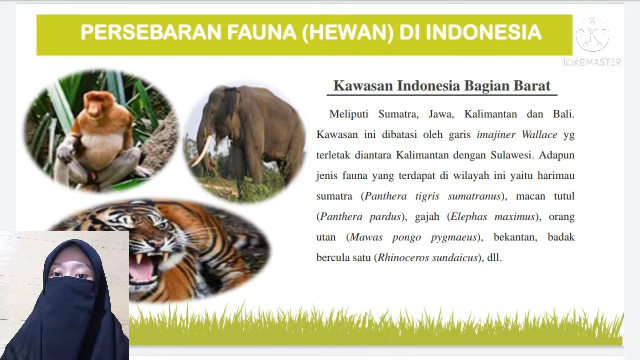 PERSEBARAN FAUNA (HEWAN) DI INDONESIA
KINEMASTER
Kawasan Indonesia Bagian Barat
Meliputi Sumatra, Jawa, Kalimantan dan Bali.
Kawasan ini dibatasi oleh garis imajiner Wallace yg
terletak diantara Kalimantan dengan Sulawesi. Adapun
jenis fauna yang terdapat di wilayah ini yaitu harimau
sumatra (Panthera tigris sumatranus), macan tutul
(Panthera pardus), gajah (Elephas maximus), orang
utan (Mawas pongo pygmaeus), bekantan, badak
bercula satu (Rhinoceros sundaicus), dll.